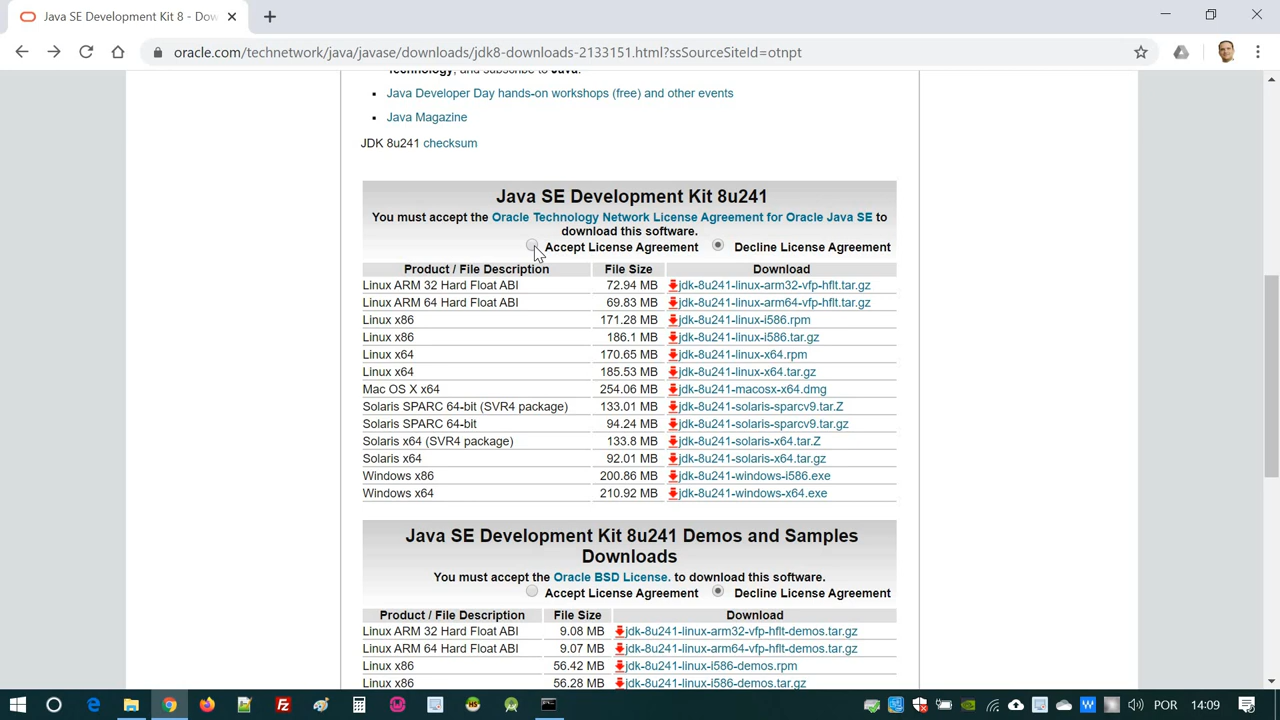 Java SE Development Kit 8 - Dow
oracle.com/technetwork/java/javase/downloads/jdk8-downloads-2133151.html?ssSourceSiteId=otnpt
Technology, and subscribe to Java.
Java Developer Day hands-on workshops (free) and other events
Java Magazine
JDK 8u241 checksum
Java SE Development Kit 8u241
You must accept the Oracle Technology Network License Agreement for Oracle Java SE to
download this software.
Accept License Agreement Decline License Agreement
Product / File Description File Size Download
Linux ARM 32 Hard Float ABI 72.94 MB jdk-8u241-linux-arm32-vfp-hflt.tar.gz
Linux ARM 64 Hard Float ABI 69.83 MB jdk-8u241-linux-arm64-vfp-hflt.tar.gz
Linux x86 171.28 MB jdk-8u241-linux-i586.rpm
Linux x86 186.1 MB jdk-8u241-linux-i586.tar.gz
Linux x64 170.65 MB jdk-8u241-linux-x64.rpm
Linux x64 185.53 MB jdk-8u241-linux-x64.tar.gz
Mac OS X x64 254.06 MB jdk-8u241-macosx-x64.dmg
Solaris SPARC 64-bit (SVR4 package) 133.01 MB jdk-8u241-solaris-sparcv9.tar.Z
Solaris SPARC 64-bit 94.24 MB jdk-8u241-solaris-sparcv9.tar.gz
Solaris x64 (SVR4 package) 133.8 MB jdk-8u241-solaris-x64.tar.Z
Solaris x64 92.01 MB jdk-8u241-solaris-x64.tar.gz
Windows x86 200.86 MB jdk-8u241-windows-i586.exe
Windows x64 210.92 MB jdk-8u241-windows-x64.exe
Java SE Development Kit 8u241 Demos and Samples
Downloads
You must accept the Oracle BSD License. to download this software.
Accept License Agreement Decline License Agreement
Product / File Description File Size Download
Linux ARM 32 Hard Float ABI 9.08 MB jdk-8u241-linux-arm32-vfp-hflt-demos.tar.gz
Linux ARM 64 Hard Float ABI 9.07 MB jdk-8u241-linux-arm64-vfp-hflt-demos.tar.gz
Linux x86 56.42 MB jdk-8u241-linux-i586-demos.rpm
Linux x86 56.28 MB jdk-8u241-linux-i586-demos.tar.gz
POR 14:09